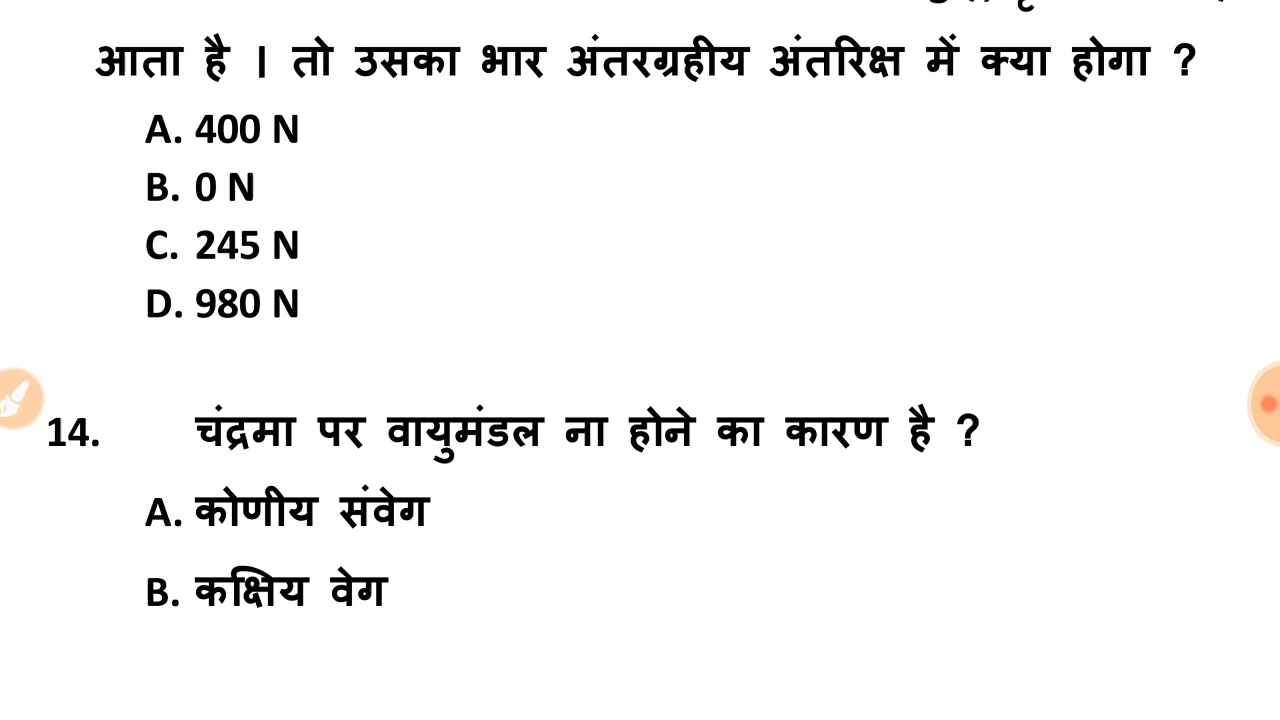 आता है । तो उसका भार अंतरग्रहीय अंतरिक्ष में क्या होगा ?
A. 400 N
B. 0 N
C. 245 N
D. 980 N
14. चंद्रमा पर वायुमंडल ना होने का कारण है ?
A. कोणीय संवेग
B. कक्षिय वेग